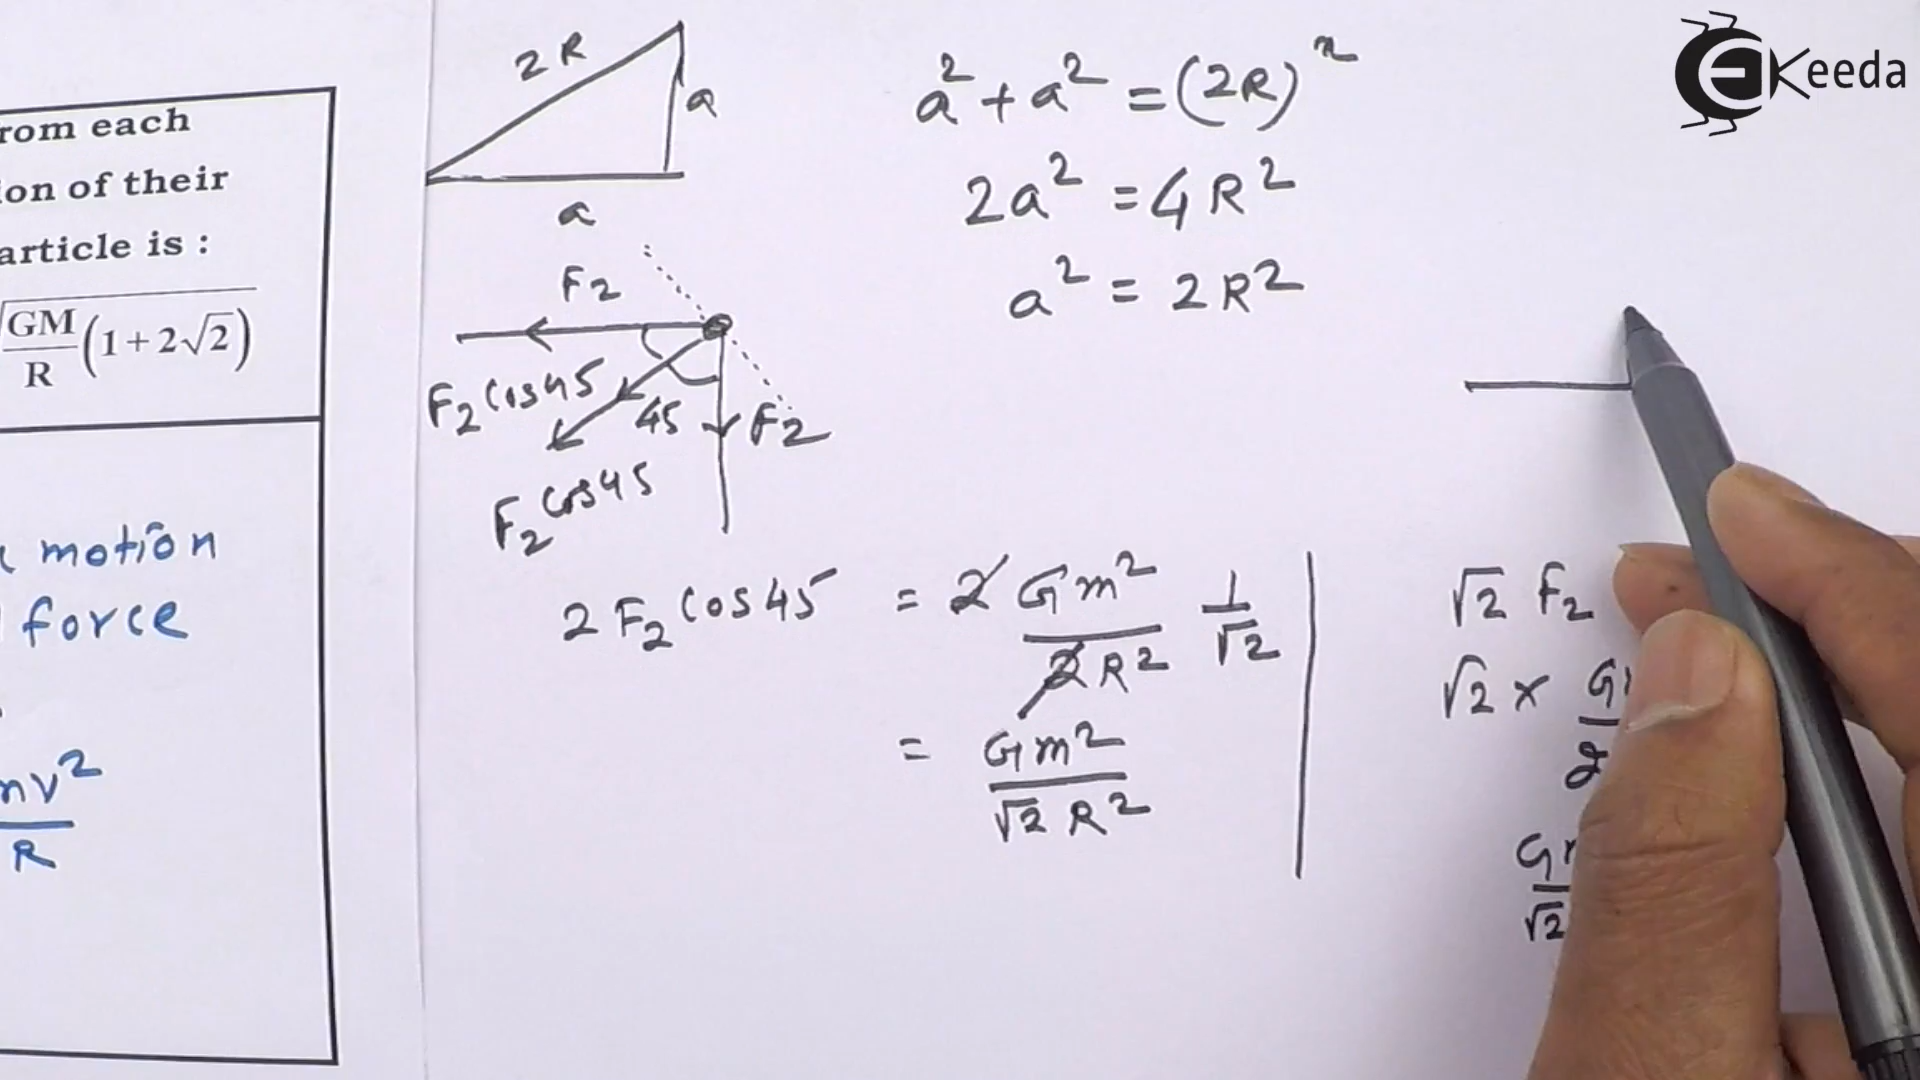 rom each
ion of their
article is :
√GM/R (1+2√2)
motion
force
mv²/R
2R
a
a
F₂
F₂ cos45
45
F₂
F₂ cos45
a² + a² = (2R)²
2a² = 4R²
a² = 2R²
2F₂ cos45 = 2 Gm²/2R² 1/√2
= Gm²/√2 R²
√2 F₂
√2 × G
2
G
√2
Keeda